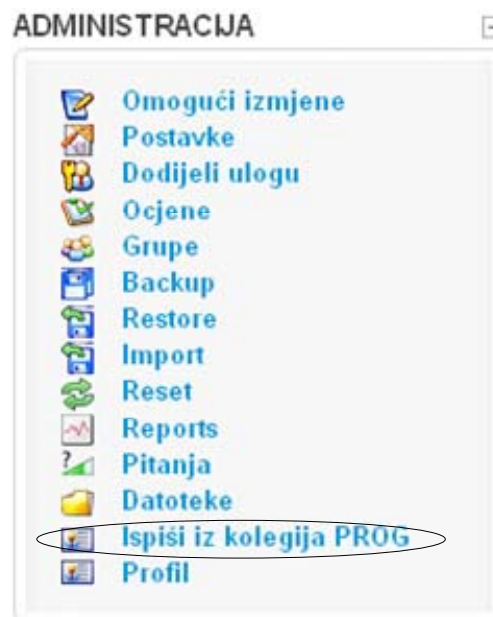 ADMINISTRACIJA
Omogući izmjene
Postavke
Dodijeli ulogu
Ocjene
Grupe
Backup
Restore
Import
Reset
Reports
Pitanja
Datoteke
Ispiši iz kolegija PROG
Profil